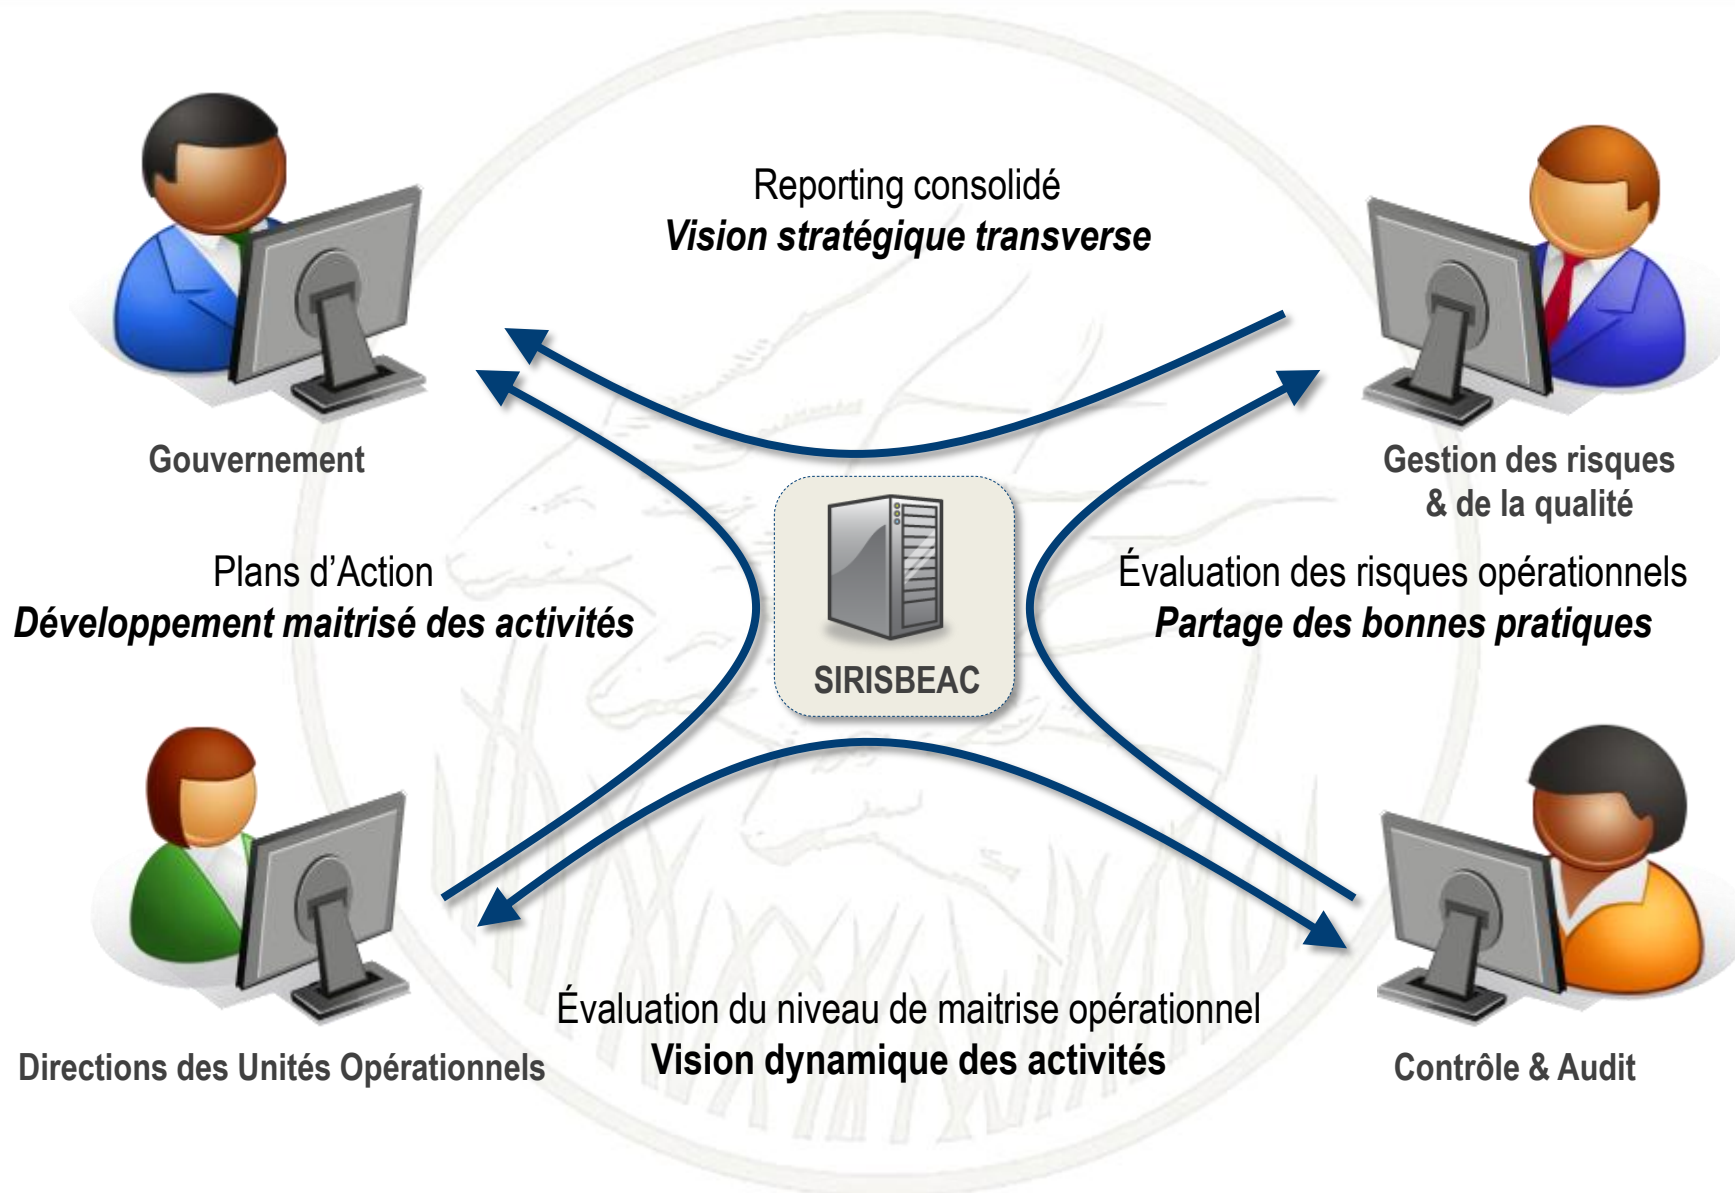 Reporting consolidé
Vision stratégique transverse
Gouvernement
Gestion des risques
& de la qualité
Plans d’Action
Développement maitrisé des activités
Évaluation des risques opérationnels
Partage des bonnes pratiques
SIRISBEAC
Évaluation du niveau de maitrise opérationnel
Vision dynamique des activités
Directions des Unités Opérationnels
Contrôle & Audit